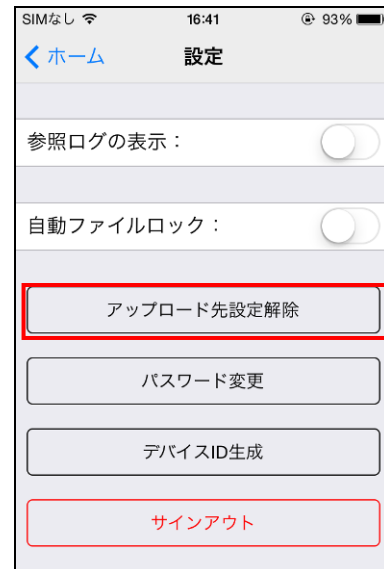 SIMなし 16:41 93%
ホーム 設定
参照ログの表示：
自動ファイルロック：
アップロード先設定解除
パスワード変更
デバイスID生成
サインアウト